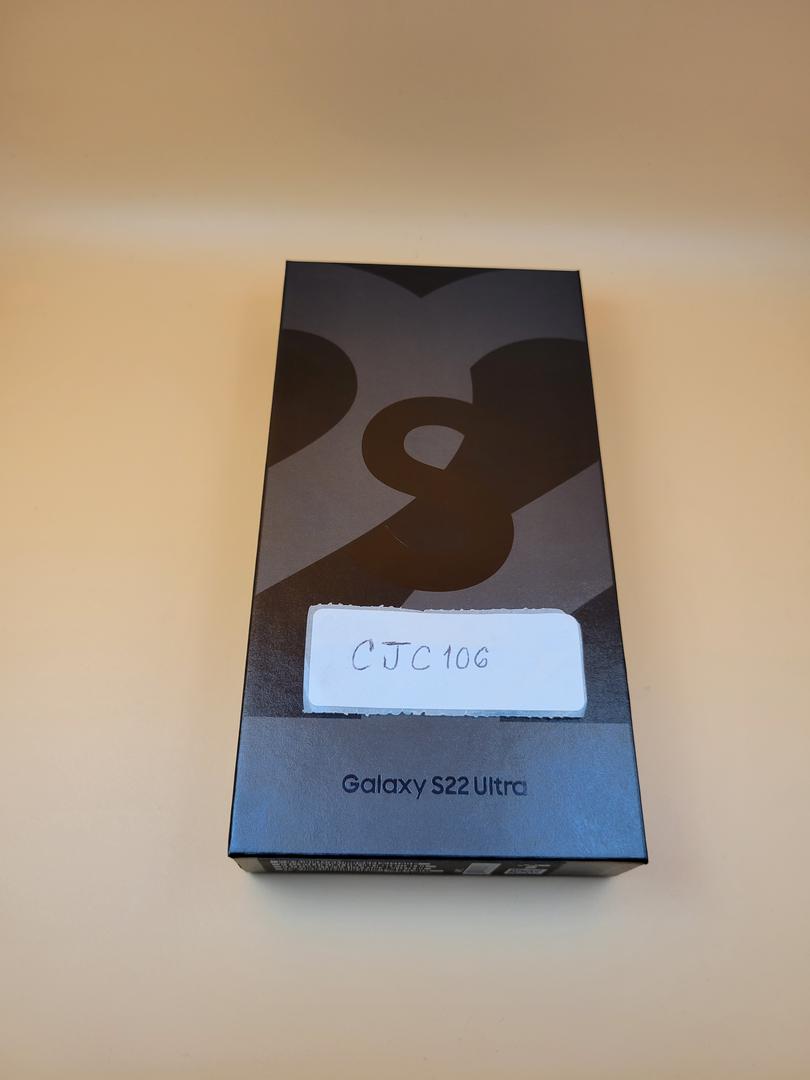 S
CJC106
Galaxy S22 Ultra